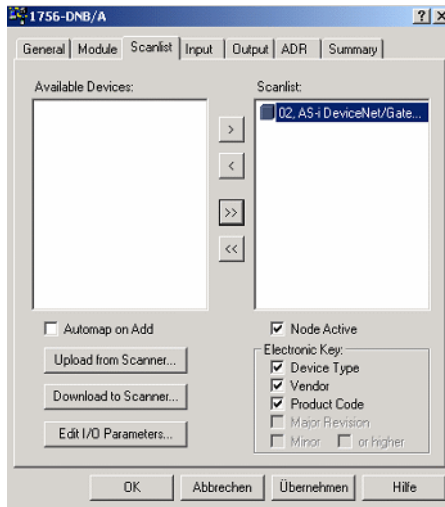 1756-DNB/A
General Module Scanlist Input Output ADR Summary
Available Devices: Scanlist:
02, AS-i DeviceNet/Gate...
>
<
>>
<<
Automap on Add Node Active
Upload from Scanner... Electronic Key:
Device Type
Download to Scanner... Vendor
Product Code
Edit I/O Parameters... Major Revision
Minor or higher
OK Abbrechen Übernehmen Hilfe